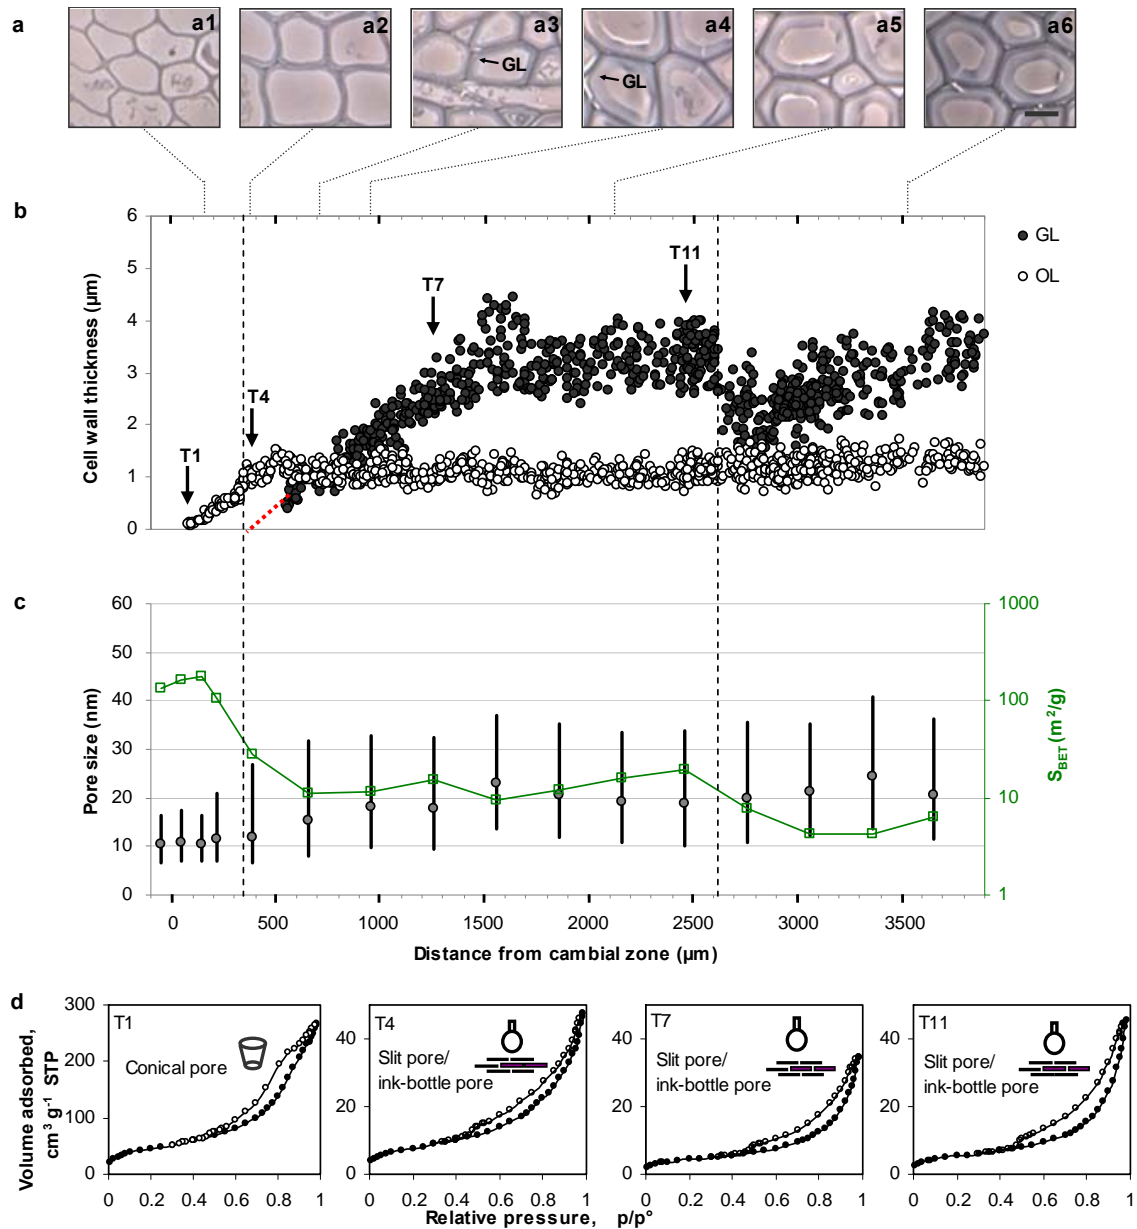 a
a1
a2
a3
a4
a5
a6
GL
GL
b
6
5
4
3
2
1
0
Cell wall thickness (µm)
T1
T4
T7
T11
GL
OL
c
60
50
40
30
20
10
0
Pore size (nm)
1000
100
10
1
S_BET (m²/g)
0 500 1000 1500 2000 2500 3000 3500
Distance from cambial zone (µm)
d
Volume adsorbed,
cm³ g⁻¹ STP
300
200
100
0
T1
Conical pore
0 0.2 0.4 0.6 0.8 1
40
20
0
T4
Slit pore/
ink-bottle pore
0 0.2 0.4 0.6 0.8 1
40
20
0
T7
Slit pore/
ink-bottle pore
0 0.2 0.4 0.6 0.8 1
40
20
0
T11
Slit pore/
ink-bottle pore
0 0.2 0.4 0.6 0.8 1
Relative pressure, p/p°